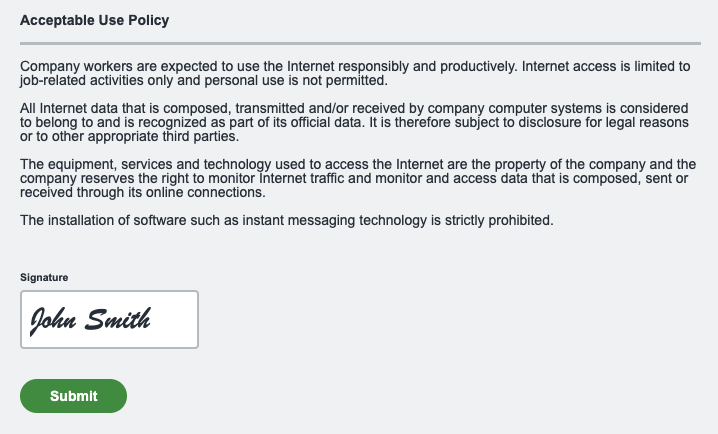 Acceptable Use Policy
Company workers are expected to use the Internet responsibly and productively. Internet access is limited to
job-related activities only and personal use is not permitted.
All Internet data that is composed, transmitted and/or received by company computer systems is considered
to belong to and is recognized as part of its official data. It is therefore subject to disclosure for legal reasons
or to other appropriate third parties.
The equipment, services and technology used to access the Internet are the property of the company and the
company reserves the right to monitor Internet traffic and monitor and access data that is composed, sent or
received through its online connections.
The installation of software such as instant messaging technology is strictly prohibited.
Signature
John Smith
Submit